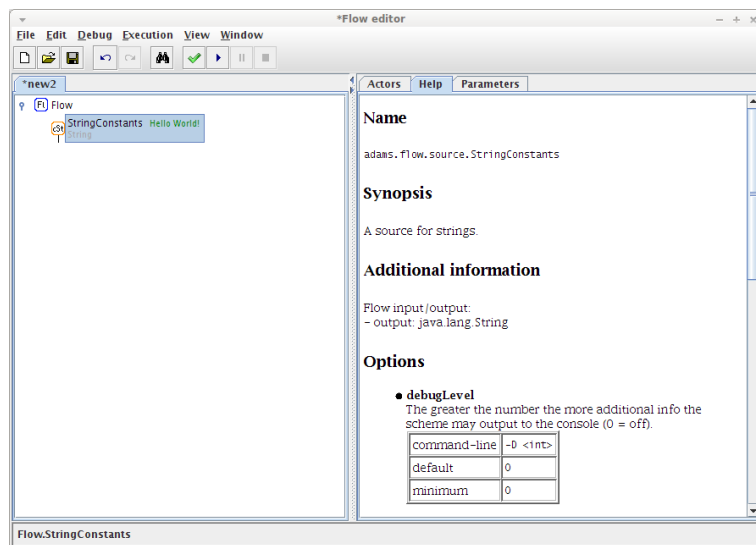 *Flow editor
File Edit Debug Execution View Window
*new2
Flow
StringConstants Hello World!
String
Actors Help Parameters
Name
adams.flow.source.StringConstants
Synopsis
A source for strings.
Additional information
Flow input/output:
- output: java.lang.String
Options
● debugLevel
The greater the number the more additional info the
scheme may output to the console (0 = off).
command-line -D <int>
default 0
minimum 0
Flow.StringConstants